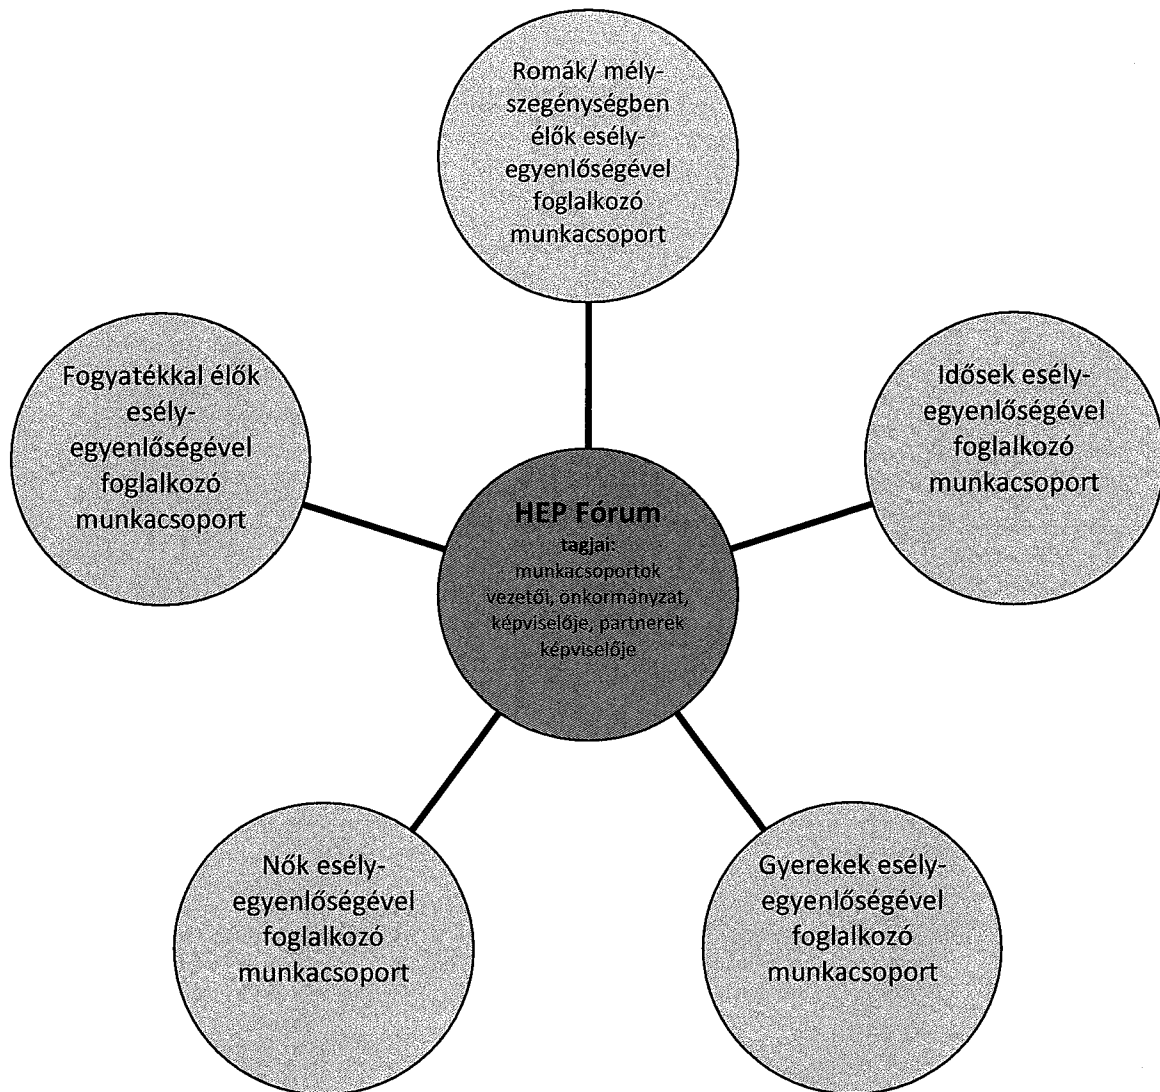 Romák/ mély-
szegénységben
élők esély-
egyenlőségével
foglalkozó
munkacsoport
Fogyatékkal élők
esély-
egyenlőségével
foglalkozó
munkacsoport
Idősek esély-
egyenlőségével
foglalkozó
munkacsoport
HEP Fórum
tagjai:
munkacsoportok
vezetői, önkormányzat,
képviselője, partnerek
képviselője
Nők esély-
egyenlőségével
foglalkozó
munkacsoport
Gyerekek esély-
egyenlőségével
foglalkozó
munkacsoport